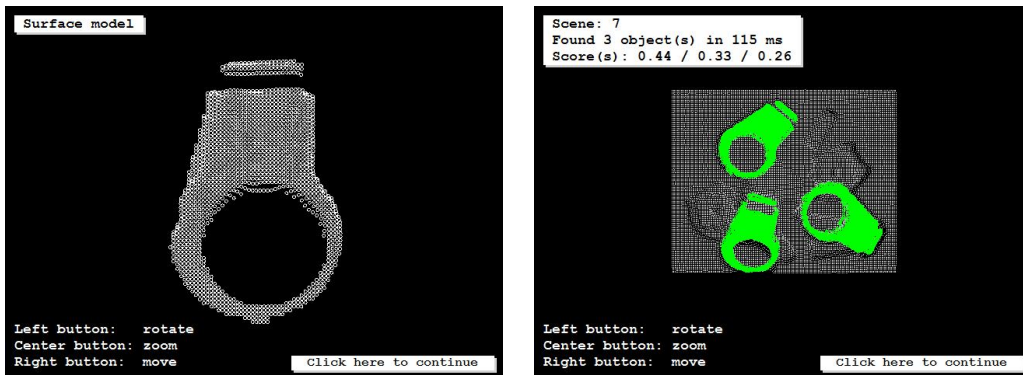 Surface model
Left button: rotate
Center button: zoom
Right button: move
Click here to continue
Scene: 7
Found 3 object(s) in 115 ms
Score(s): 0.44 / 0.33 / 0.26
Left button: rotate
Center button: zoom
Right button: move
Click here to continue